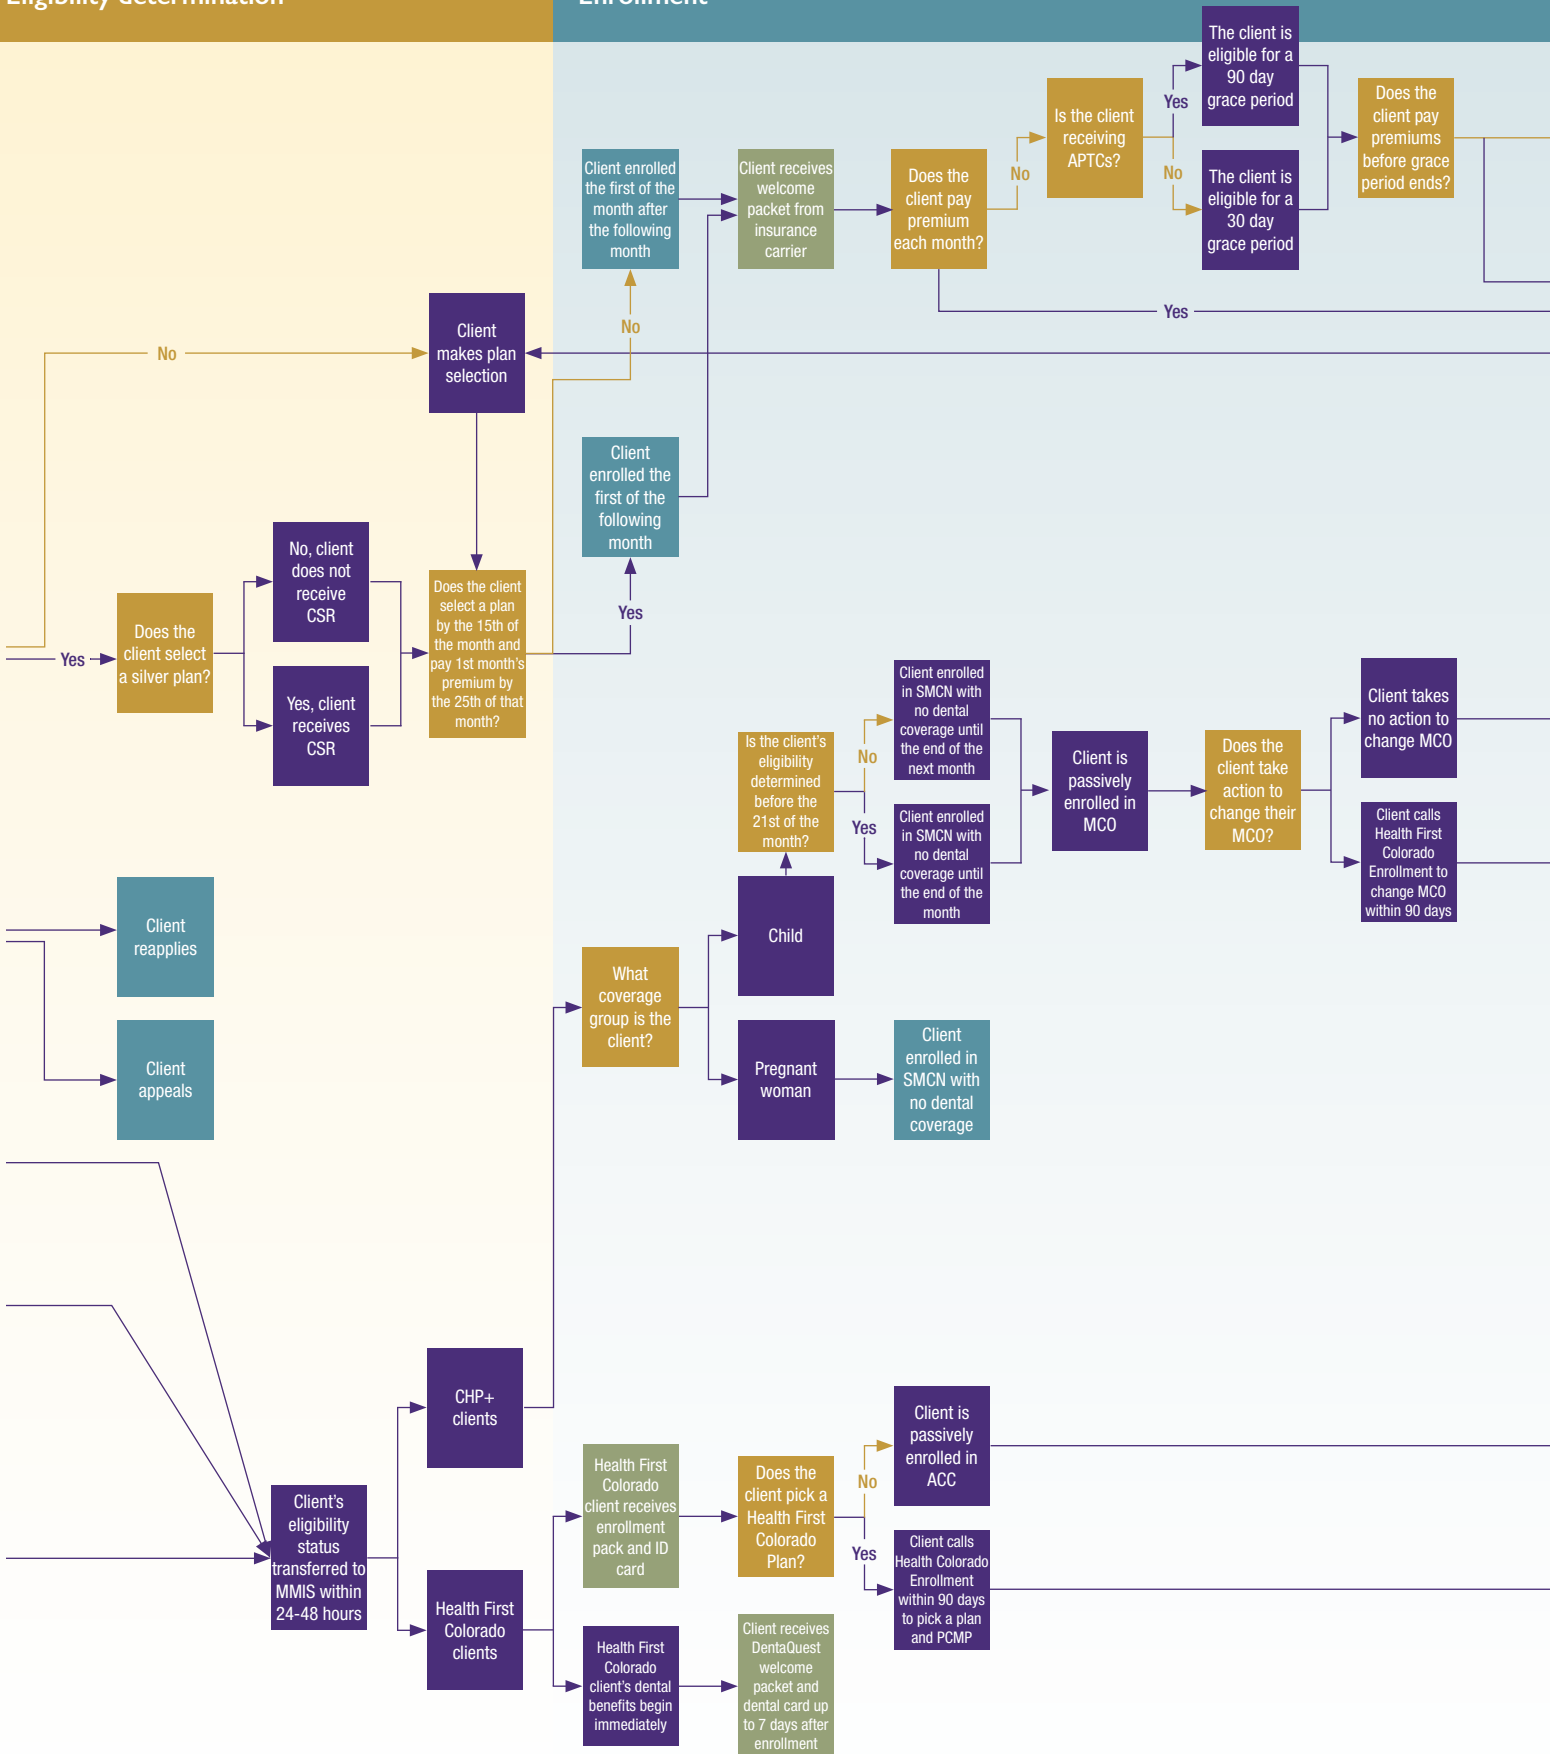 Eligibility determination
Enrollment
The client is
eligible for a
90 day
grace period
Does the
client pay
premiums
before grace
period ends?
Is the client
receiving
APTCs?
Yes
No
No
The client is
eligible for a
30 day
grace period
Client enrolled
the first of the
month after
the following
month
Client receives
welcome
packet from
insurance
carrier
Does the
client pay
premium
each month?
Yes
No
No
Client
makes plan
selection
Client
enrolled the
first of the
following
month
Yes
No, client
does not
receive
CSR
Yes
Does the
client select
a silver plan?
Yes, client
receives
CSR
Does the client
select a plan
by the 15th of
the month and
pay 1st month's
premium by
the 25th of that
month?
Is the client's
eligibility
determined
before the
21st of the
month?
No
Yes
Client enrolled
in SMCN with
no dental
coverage until
the end of the
next month
Client enrolled
in SMCN with
no dental
coverage until
the end of the
month
Client is
passively
enrolled in
MCO
Does the
client take
action to
change their
MCO?
Client takes
no action to
change MCO
Client calls
Health First
Colorado
Enrollment to
change MCO
within 90 days
Client
reapplies
Client
appeals
What
coverage
group is the
client?
Child
Pregnant
woman
Client
enrolled in
SMCN with
no dental
coverage
CHP+
clients
Client's
eligibility
status
transferred to
MMIS within
24-48 hours
Health First
Colorado
clients
Health First
Colorado
client receives
enrollment
pack and ID
card
Does the
client pick a
Health First
Colorado
Plan?
No
Yes
Client is
passively
enrolled in
ACC
Client calls
Health Colorado
Enrollment
within 90 days
to pick a plan
and PCMP
Health First
Colorado
client's dental
benefits begin
immediately
Client receives
DentaQuest
welcome
packet and
dental card up
to 7 days after
enrollment